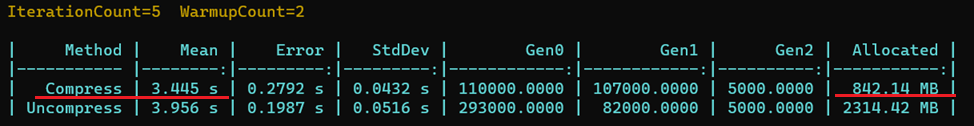 IterationCount=5  WarmupCount=2
|     Method |    Mean |    Error |   StdDev |        Gen0 |        Gen1 |      Gen2 |  Allocated |
|----------- |--------:|---------:|---------:|------------:|------------:|----------:|-----------:|
|   Compress | 3.445 s | 0.2792 s | 0.0432 s | 110000.0000 | 107000.0000 | 5000.0000 |  842.14 MB |
| Uncompress | 3.956 s | 0.1987 s | 0.0516 s | 293000.0000 |  82000.0000 | 5000.0000 | 2314.42 MB |